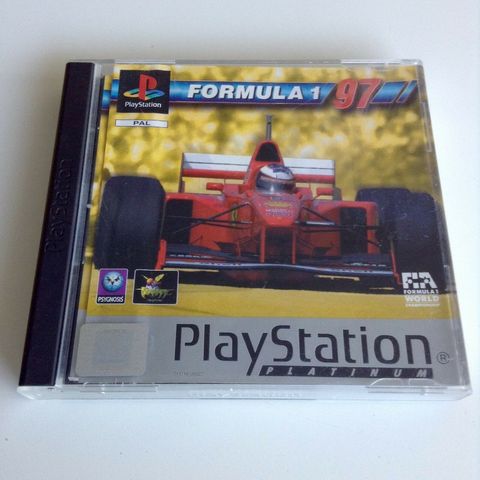 PlayStation
FORMULA 1 97
PlayStation
PAL
PSYGNOSIS
FIA
FORMULA 1
WORLD
CHAMPIONSHIP
PlayStation®
PLATINUM